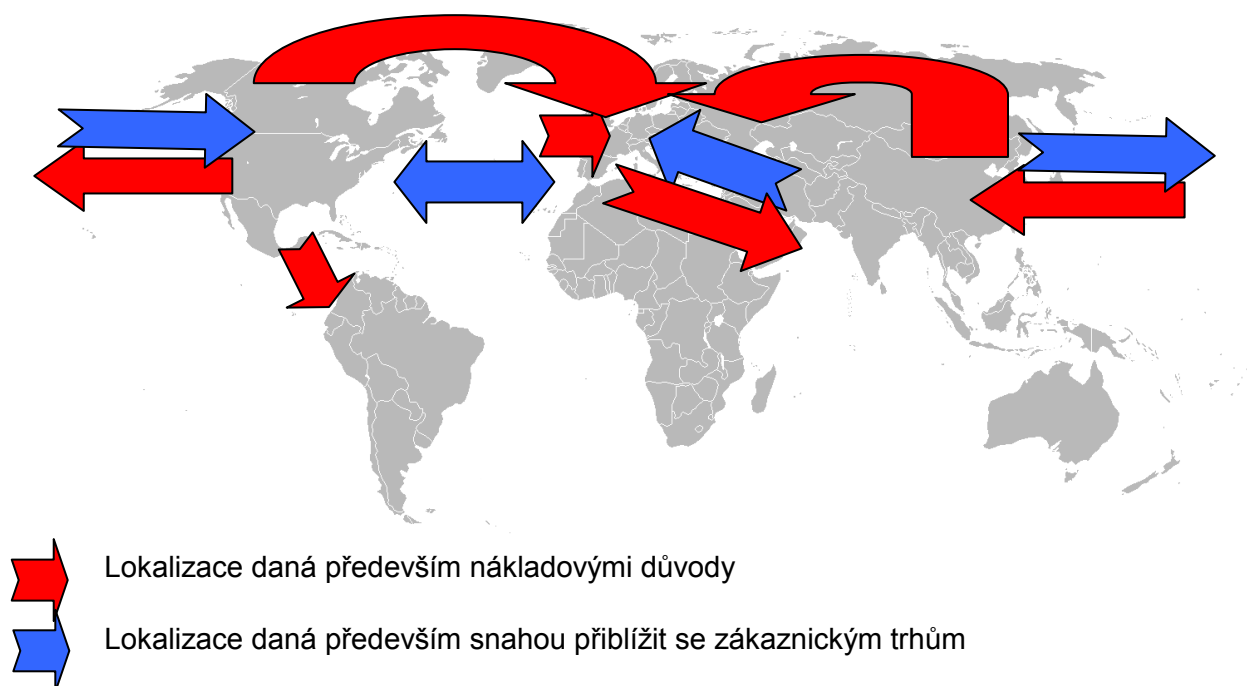 Lokalizace daná především nákladovými důvody
Lokalizace daná především snahou přiblížit se zákaznickým trhům